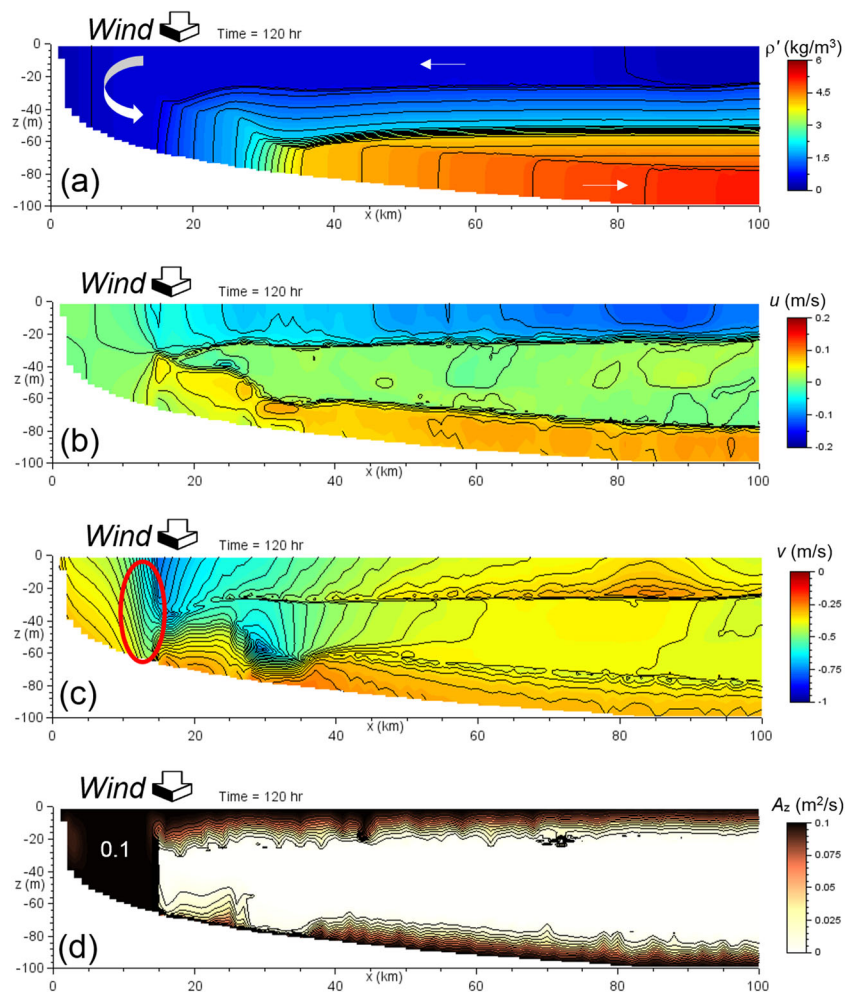 Wind Time = 120 hr
ρ′ (kg/m³)
0
-20
-40
z (m)
-60
-80
-100
6
4.5
3
1.5
0
(a)
0 20 40 60 80 100
x (km)
Wind Time = 120 hr
u (m/s)
0
-20
-40
z (m)
-60
-80
-100
0.2
0.1
0
-0.1
-0.2
(b)
0 20 40 60 80 100
x (km)
Wind Time = 120 hr
v (m/s)
0
-20
-40
z (m)
-60
-80
-100
0
-0.25
-0.5
-0.75
-1
(c)
0 20 40 60 80 100
x (km)
Wind Time = 120 hr
Az (m²/s)
0
-20
-40
z (m)
-60
-80
-100
0.1
0.1
0.075
0.05
0.025
0
(d)
0 20 40 60 80 100
x (km)